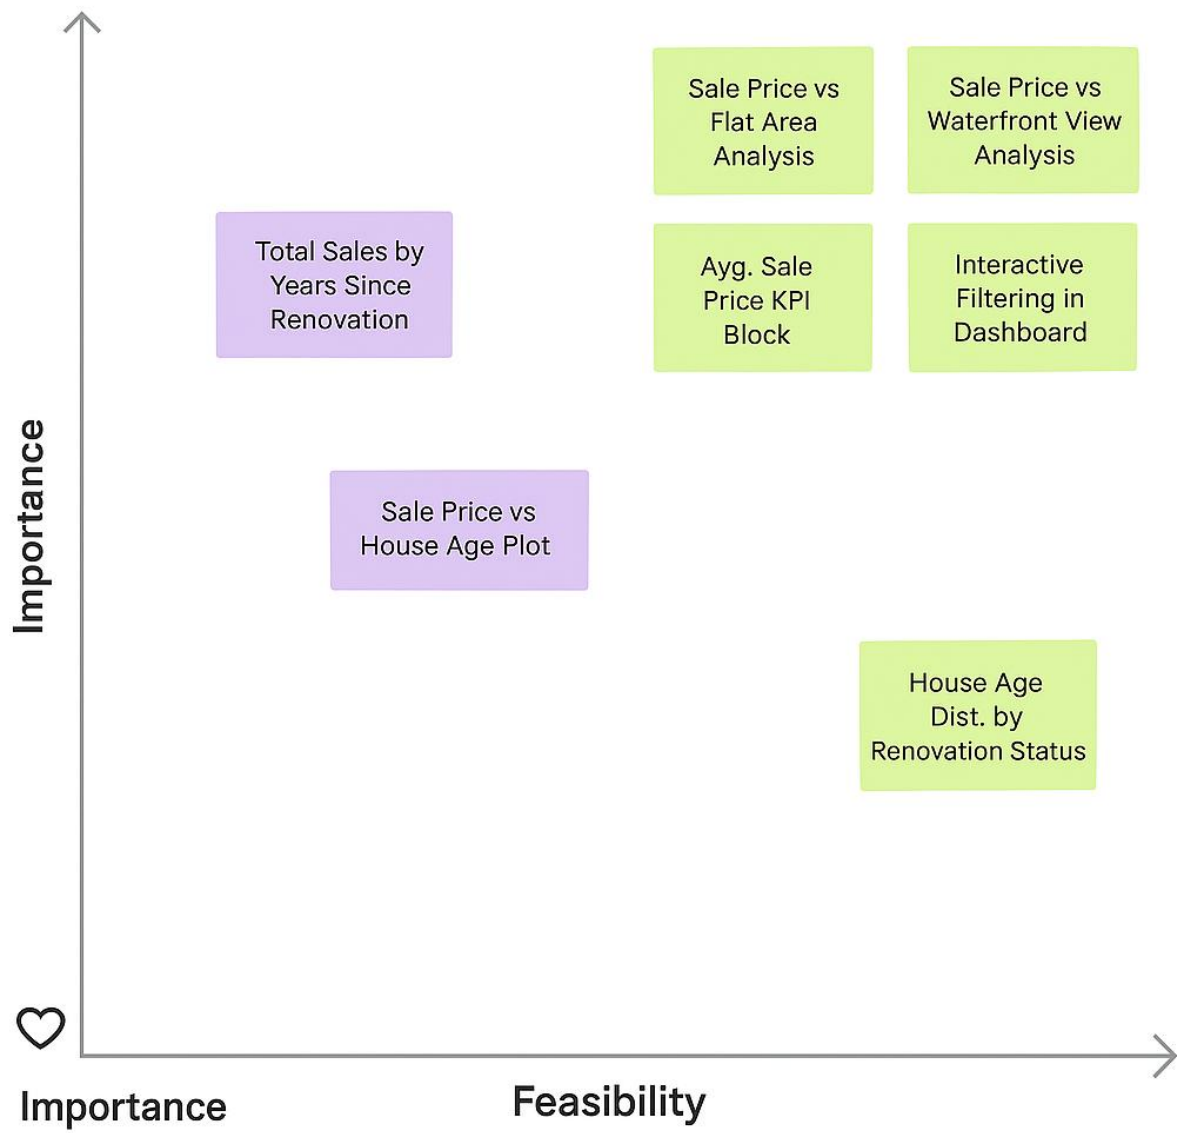 Sale Price vs
Flat Area
Analysis
Sale Price vs
Waterfront View
Analysis
Total Sales by
Years Since
Renovation
Ayg. Sale
Price KPI
Block
Interactive
Filtering in
Dashboard
Importance
Sale Price vs
House Age Plot
House Age
Dist. by
Renovation Status
Importance
Feasibility